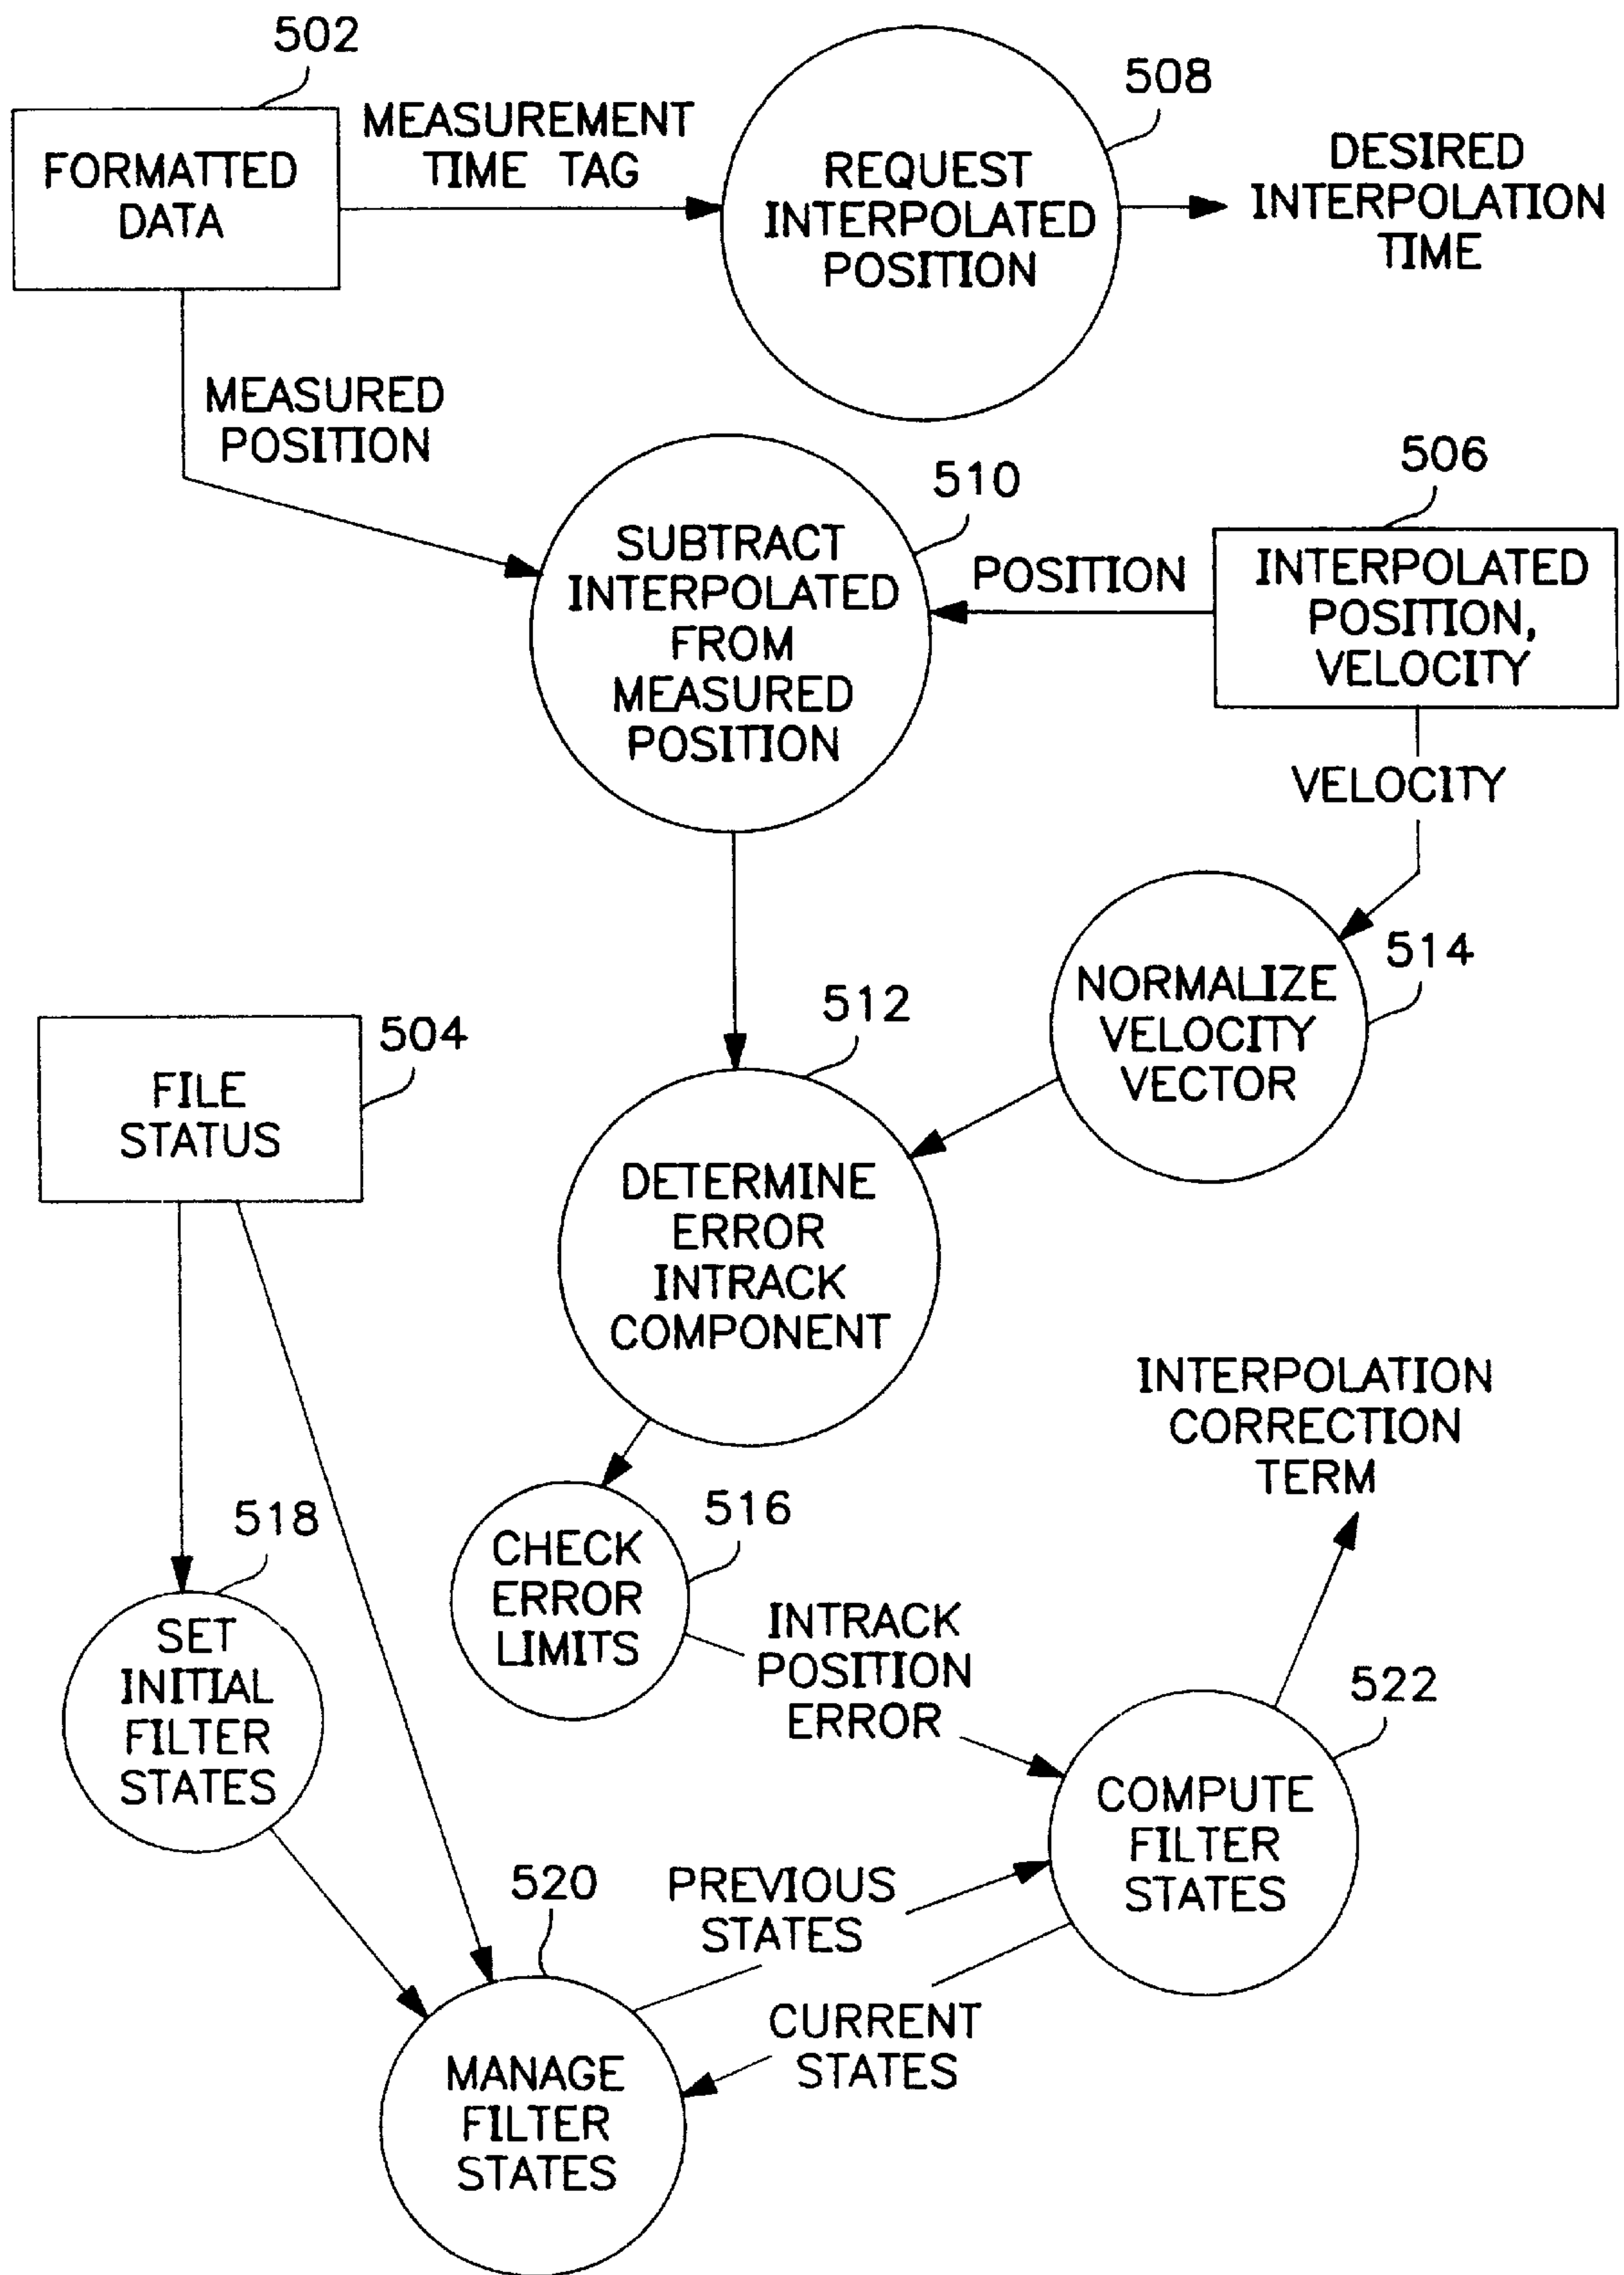 502
FORMATTED
DATA
MEASUREMENT
TIME TAG
508
REQUEST
INTERPOLATED
POSITION
DESIRED
INTERPOLATION
TIME
MEASURED
POSITION
510
SUBTRACT
INTERPOLATED
FROM
MEASURED
POSITION
POSITION
506
INTERPOLATED
POSITION,
VELOCITY
VELOCITY
514
NORMALIZE
VELOCITY
VECTOR
512
DETERMINE
ERROR
INTRACK
COMPONENT
504
FILE
STATUS
INTERPOLATION
CORRECTION
TERM
516
CHECK
ERROR
LIMITS
518
SET
INITIAL
FILTER
STATES
INTRACK
POSITION
ERROR
522
COMPUTE
FILTER
STATES
520
PREVIOUS
STATES
CURRENT
STATES
MANAGE
FILTER
STATES